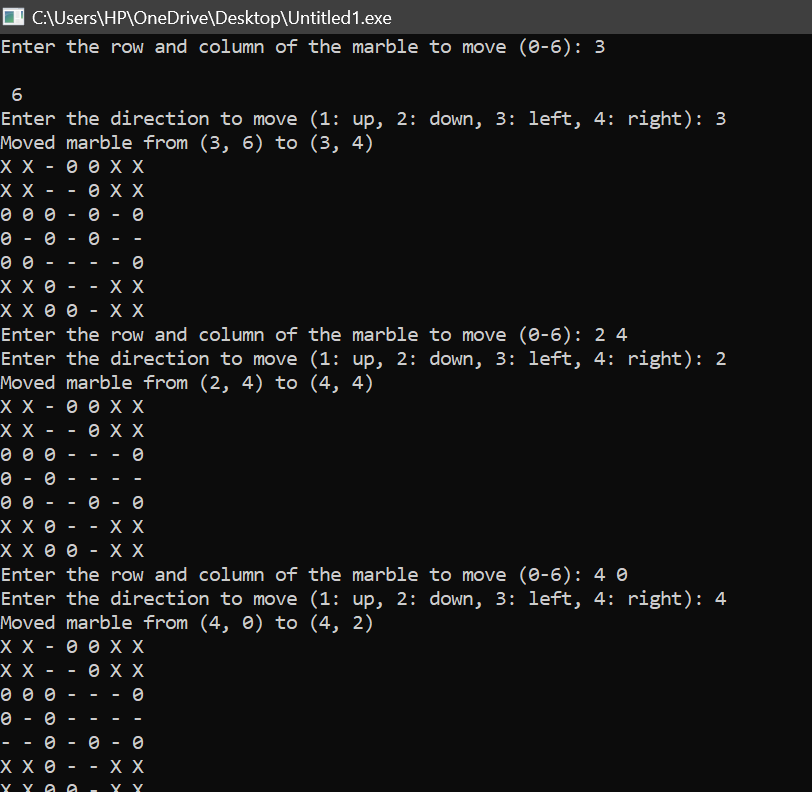 C:\Users\HP\OneDrive\Desktop\Untitled1.exe
Enter the row and column of the marble to move (0-6): 3
6
Enter the direction to move (1: up, 2: down, 3: left, 4: right): 3
Moved marble from (3, 6) to (3, 4)
X X - 0 0 X X
X X - - 0 X X
0 0 0 - 0 - 0
0 - 0 - 0 - -
0 0 - - - - 0
X X 0 - - X X
X X 0 0 - X X
Enter the row and column of the marble to move (0-6): 2 4
Enter the direction to move (1: up, 2: down, 3: left, 4: right): 2
Moved marble from (2, 4) to (4, 4)
X X - 0 0 X X
X X - - 0 X X
0 0 0 - - - 0
0 - 0 - - - -
0 0 - - 0 - 0
X X 0 - - X X
X X 0 0 - X X
Enter the row and column of the marble to move (0-6): 4 0
Enter the direction to move (1: up, 2: down, 3: left, 4: right): 4
Moved marble from (4, 0) to (4, 2)
X X - 0 0 X X
X X - - 0 X X
0 0 0 - - - 0
0 - 0 - - - -
- - 0 - 0 - 0
X X 0 - - X X
X X 0 0 - X X